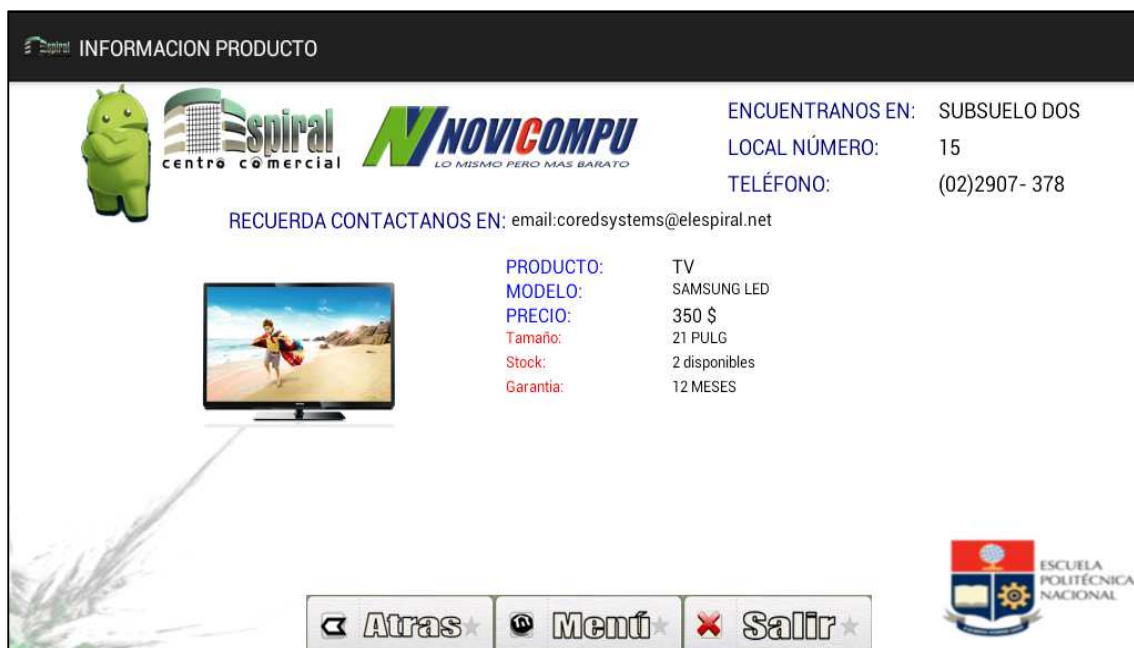 Espiral INFORMACION PRODUCTO
Espiral
centro comercial
NOVICOMPU
LO MISMO PERO MAS BARATO
ENCUENTRANOS EN: SUBSUELO DOS
LOCAL NÚMERO: 15
TELÉFONO: (02)2907- 378
RECUERDA CONTACTANOS EN: email:coredsystems@elespiral.net
PRODUCTO: TV
MODELO: SAMSUNG LED
PRECIO: 350 $
Tamaño: 21 PULG
Stock: 2 disponibles
Garantia: 12 MESES
ESCUELA
POLITÉCNICA
NACIONAL
Atras Menú Salir